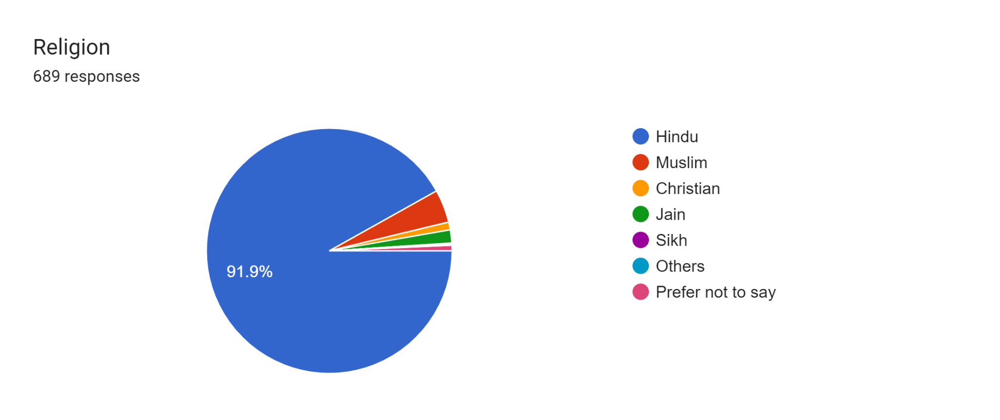 Religion
689 responses
91.9%
Hindu
Muslim
Christian
Jain
Sikh
Others
Prefer not to say